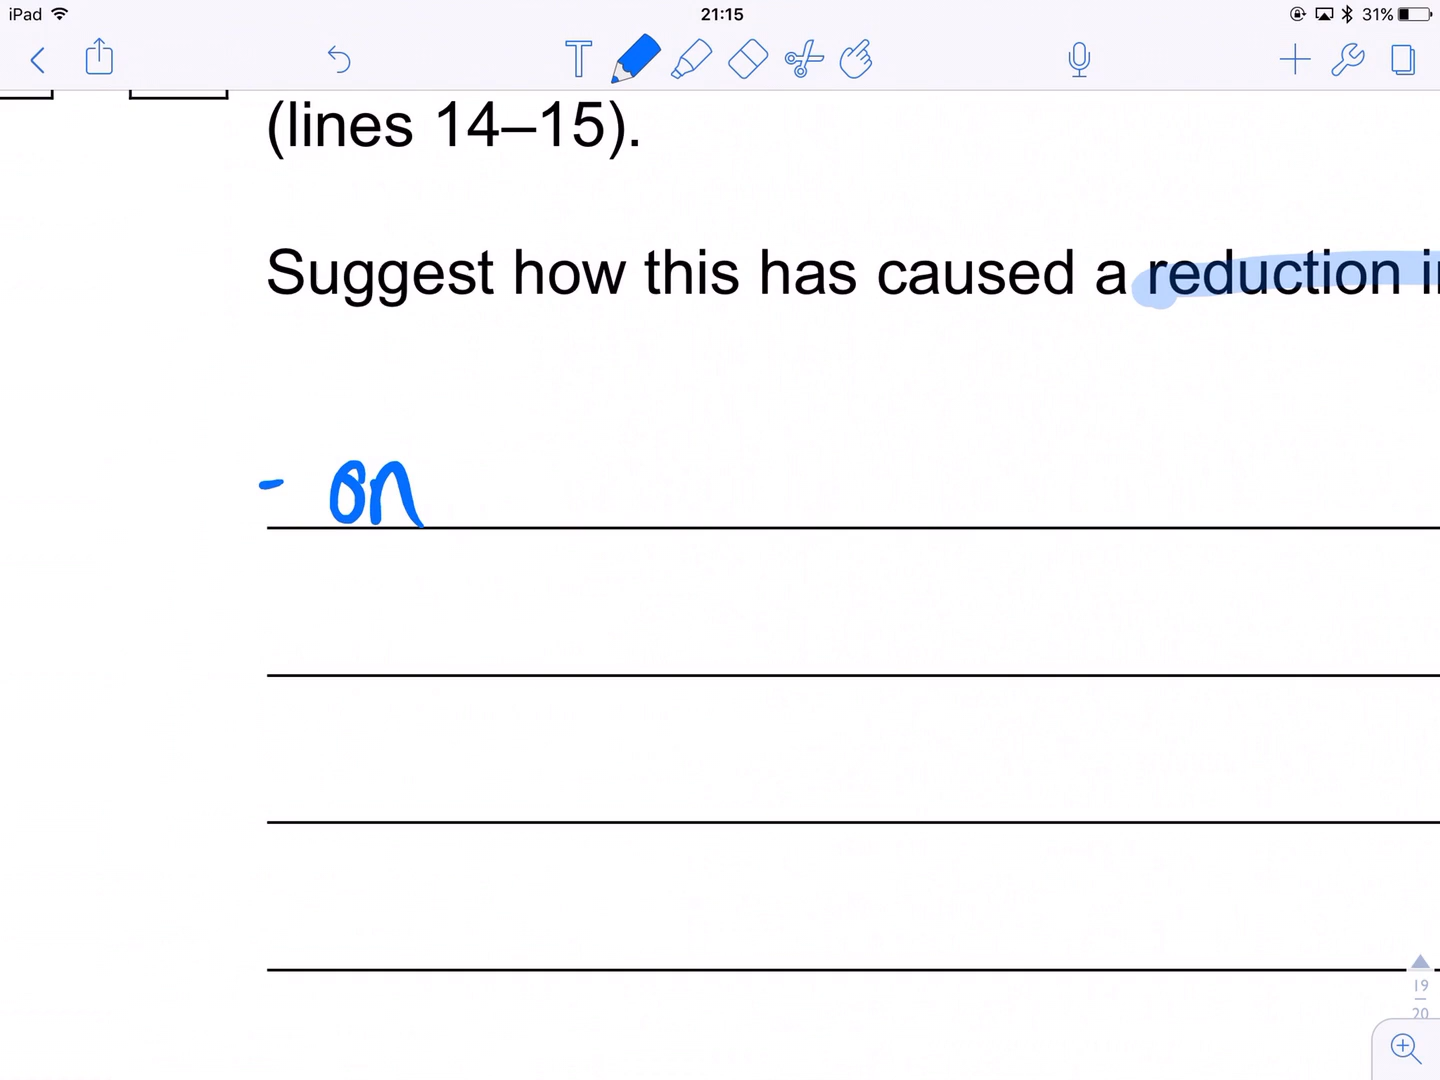 iPad 21:15 31%
T
(lines 14–15).
Suggest how this has caused a reduction i
- on
19
20